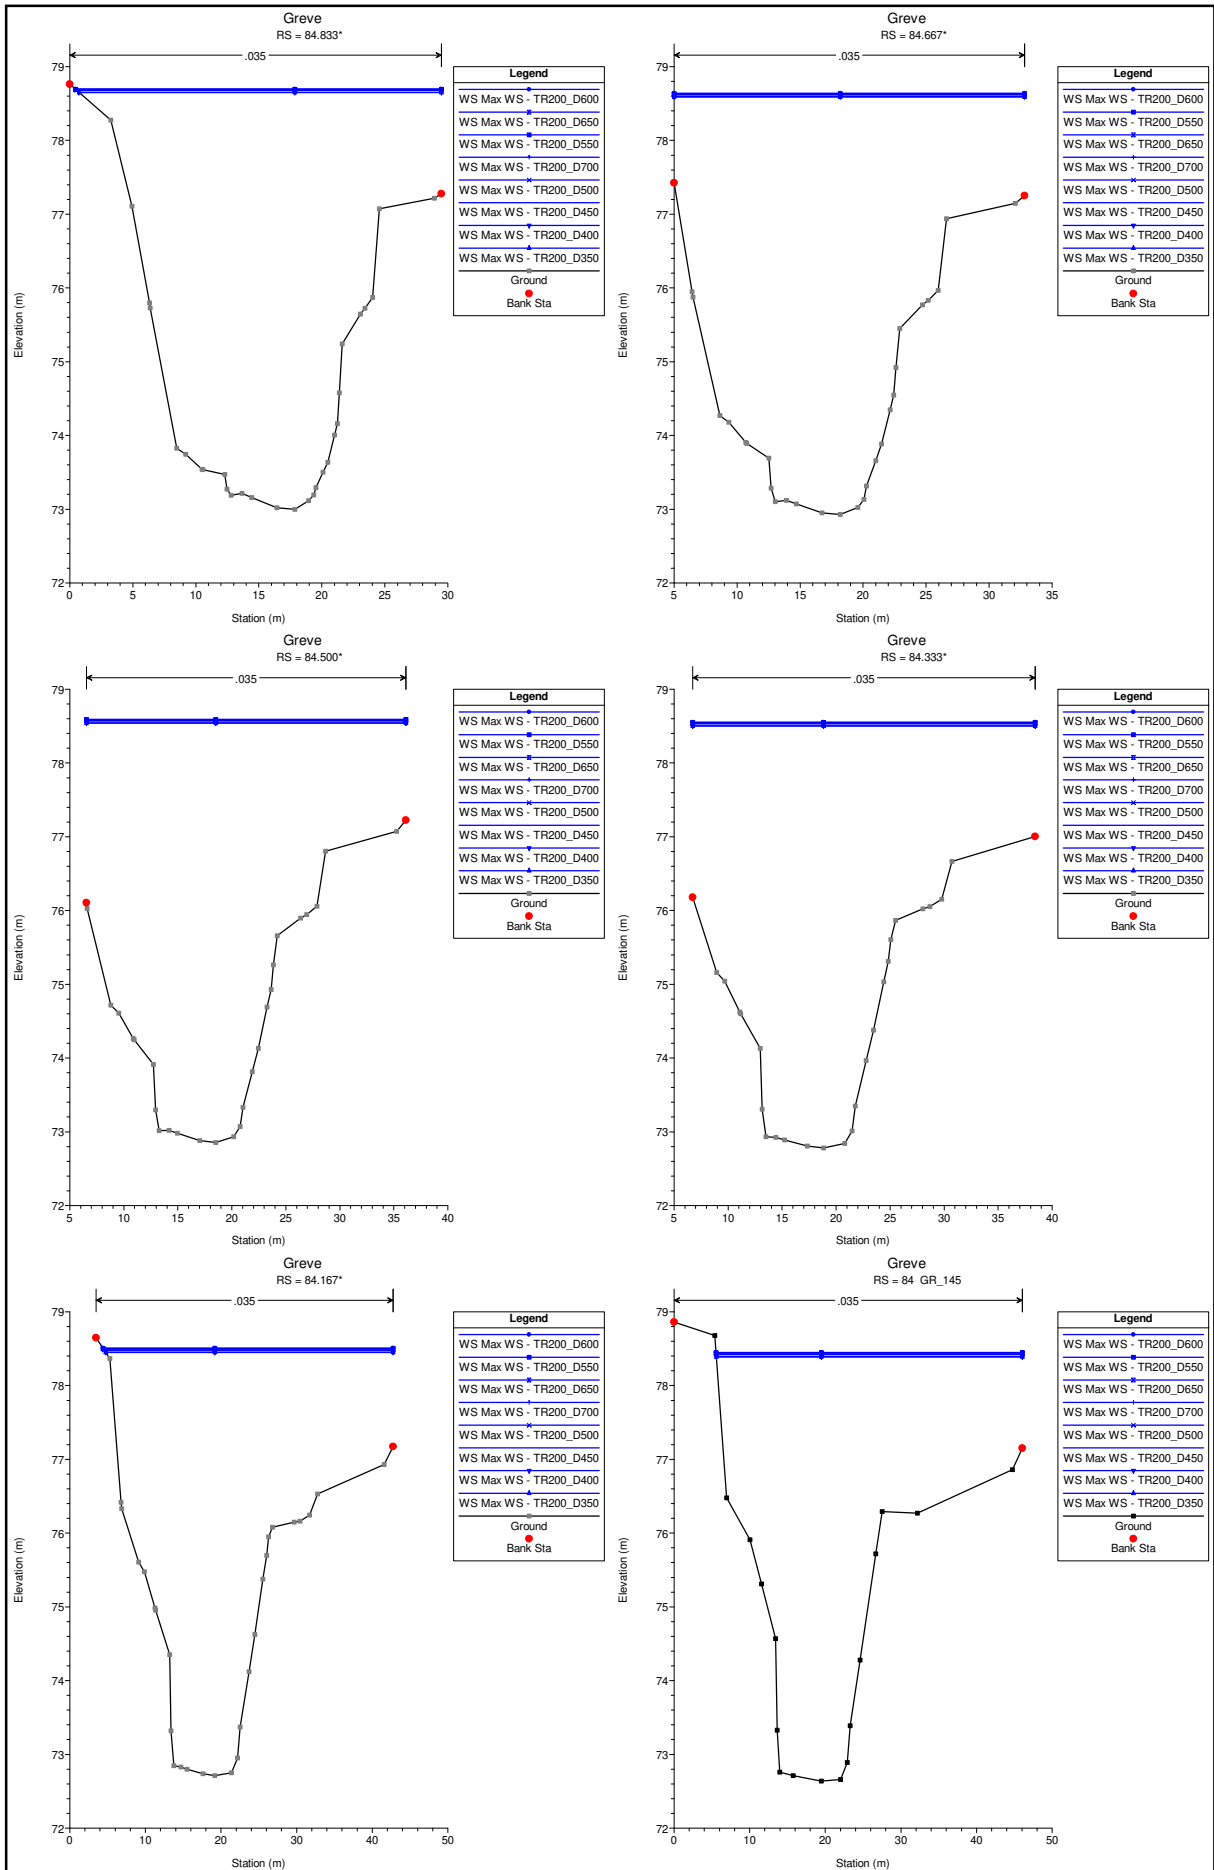 Greve
RS = 84.833*
.035
Legend
WS Max WS - TR200_D600
WS Max WS - TR200_D650
WS Max WS - TR200_D550
WS Max WS - TR200_D700
WS Max WS - TR200_D500
WS Max WS - TR200_D450
WS Max WS - TR200_D400
WS Max WS - TR200_D350
Ground
Bank Sta
79
78
77
76
75
74
73
72
Elevation (m)
0 5 10 15 20 25 30
Station (m)
Greve
RS = 84.667*
.035
Legend
WS Max WS - TR200_D600
WS Max WS - TR200_D550
WS Max WS - TR200_D650
WS Max WS - TR200_D700
WS Max WS - TR200_D500
WS Max WS - TR200_D450
WS Max WS - TR200_D400
WS Max WS - TR200_D350
Ground
Bank Sta
79
78
77
76
75
74
73
72
Elevation (m)
5 10 15 20 25 30 35
Station (m)
Greve
RS = 84.500*
.035
Legend
WS Max WS - TR200_D600
WS Max WS - TR200_D550
WS Max WS - TR200_D650
WS Max WS - TR200_D700
WS Max WS - TR200_D500
WS Max WS - TR200_D450
WS Max WS - TR200_D400
WS Max WS - TR200_D350
Ground
Bank Sta
79
78
77
76
75
74
73
72
Elevation (m)
5 10 15 20 25 30 35 40
Station (m)
Greve
RS = 84.333*
.035
Legend
WS Max WS - TR200_D600
WS Max WS - TR200_D550
WS Max WS - TR200_D650
WS Max WS - TR200_D700
WS Max WS - TR200_D500
WS Max WS - TR200_D450
WS Max WS - TR200_D400
WS Max WS - TR200_D350
Ground
Bank Sta
79
78
77
76
75
74
73
72
Elevation (m)
5 10 15 20 25 30 35 40
Station (m)
Greve
RS = 84.167*
.035
Legend
WS Max WS - TR200_D600
WS Max WS - TR200_D550
WS Max WS - TR200_D650
WS Max WS - TR200_D700
WS Max WS - TR200_D500
WS Max WS - TR200_D450
WS Max WS - TR200_D400
WS Max WS - TR200_D350
Ground
Bank Sta
79
78
77
76
75
74
73
72
Elevation (m)
0 10 20 30 40 50
Station (m)
Greve
RS = 84 GR_145
.035
Legend
WS Max WS - TR200_D600
WS Max WS - TR200_D550
WS Max WS - TR200_D650
WS Max WS - TR200_D700
WS Max WS - TR200_D500
WS Max WS - TR200_D450
WS Max WS - TR200_D400
WS Max WS - TR200_D350
Ground
Bank Sta
79
78
77
76
75
74
73
72
Elevation (m)
0 10 20 30 40 50
Station (m)